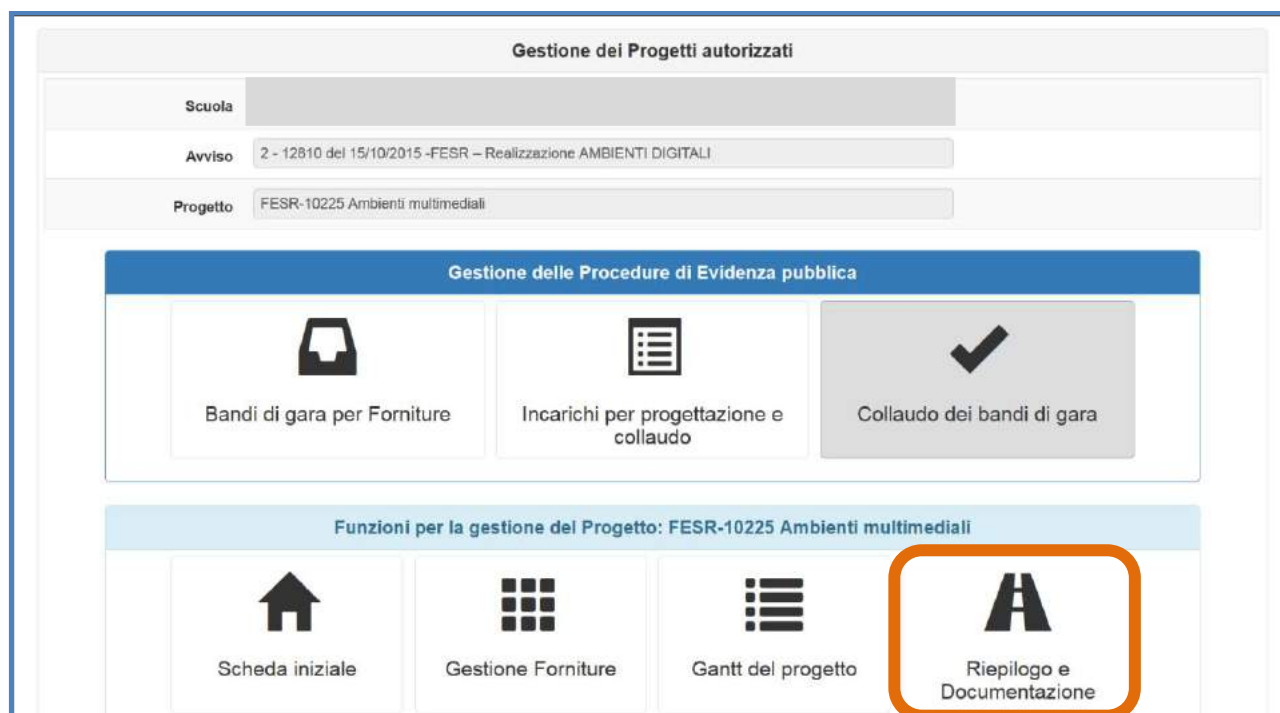 Gestione dei Progetti autorizzati
Scuola
Avviso 2 - 12810 del 15/10/2015 -FESR – Realizzazione AMBIENTI DIGITALI
Progetto FESR-10225 Ambienti multimediali
Gestione delle Procedure di Evidenza pubblica
Bandi di gara per Forniture
Incarichi per progettazione e
collaudo
Collaudo dei bandi di gara
Funzioni per la gestione del Progetto: FESR-10225 Ambienti multimediali
Scheda iniziale
Gestione Forniture
Gantt del progetto
Riepilogo e
Documentazione